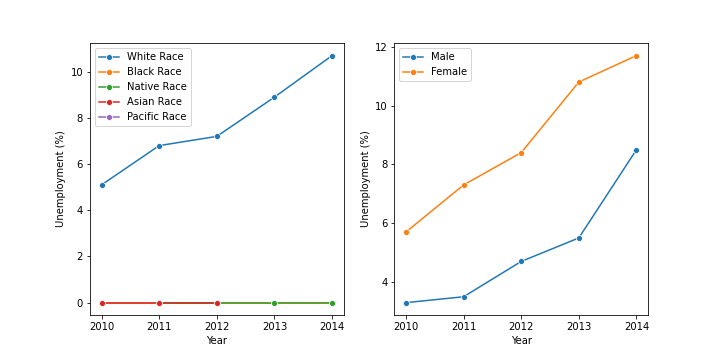 White Race
Black Race
Native Race
Asian Race
Pacific Race
Unemployment (%)
10
8
6
4
2
0
2010 2011 2012 2013 2014
Year
Male
Female
Unemployment (%)
12
10
8
6
4
2010 2011 2012 2013 2014
Year